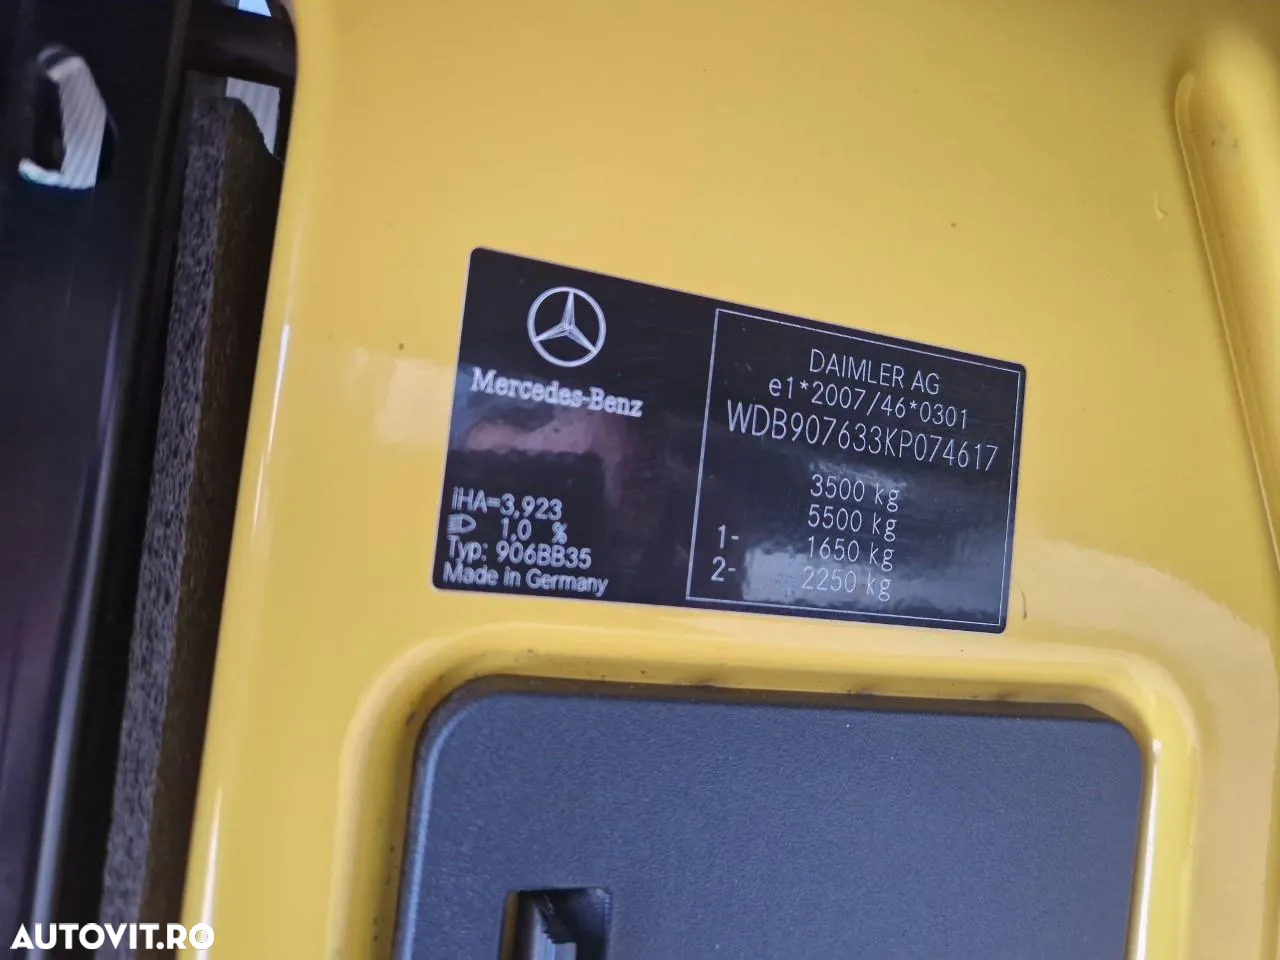 Mercedes-Benz
iHA=3,923
1,0 %
Typ: 906BB35
Made in Germany
DAIMLER AG
e1*2007/46*0301
WDB907633KP074617
3500 kg
5500 kg
1- 1650 kg
2- 2250 kg
AUTOVIT.RO